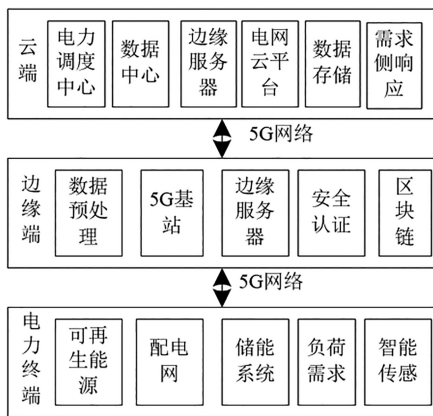 云端
电力调度中心
数据中心
边缘服务器
电网云平台
数据存储
需求侧响应
5G网络
边缘端
数据预处理
5G基站
边缘服务器
安全认证
区块链
5G网络
电力终端
可再生能源
配电网
储能系统
负荷需求
智能传感